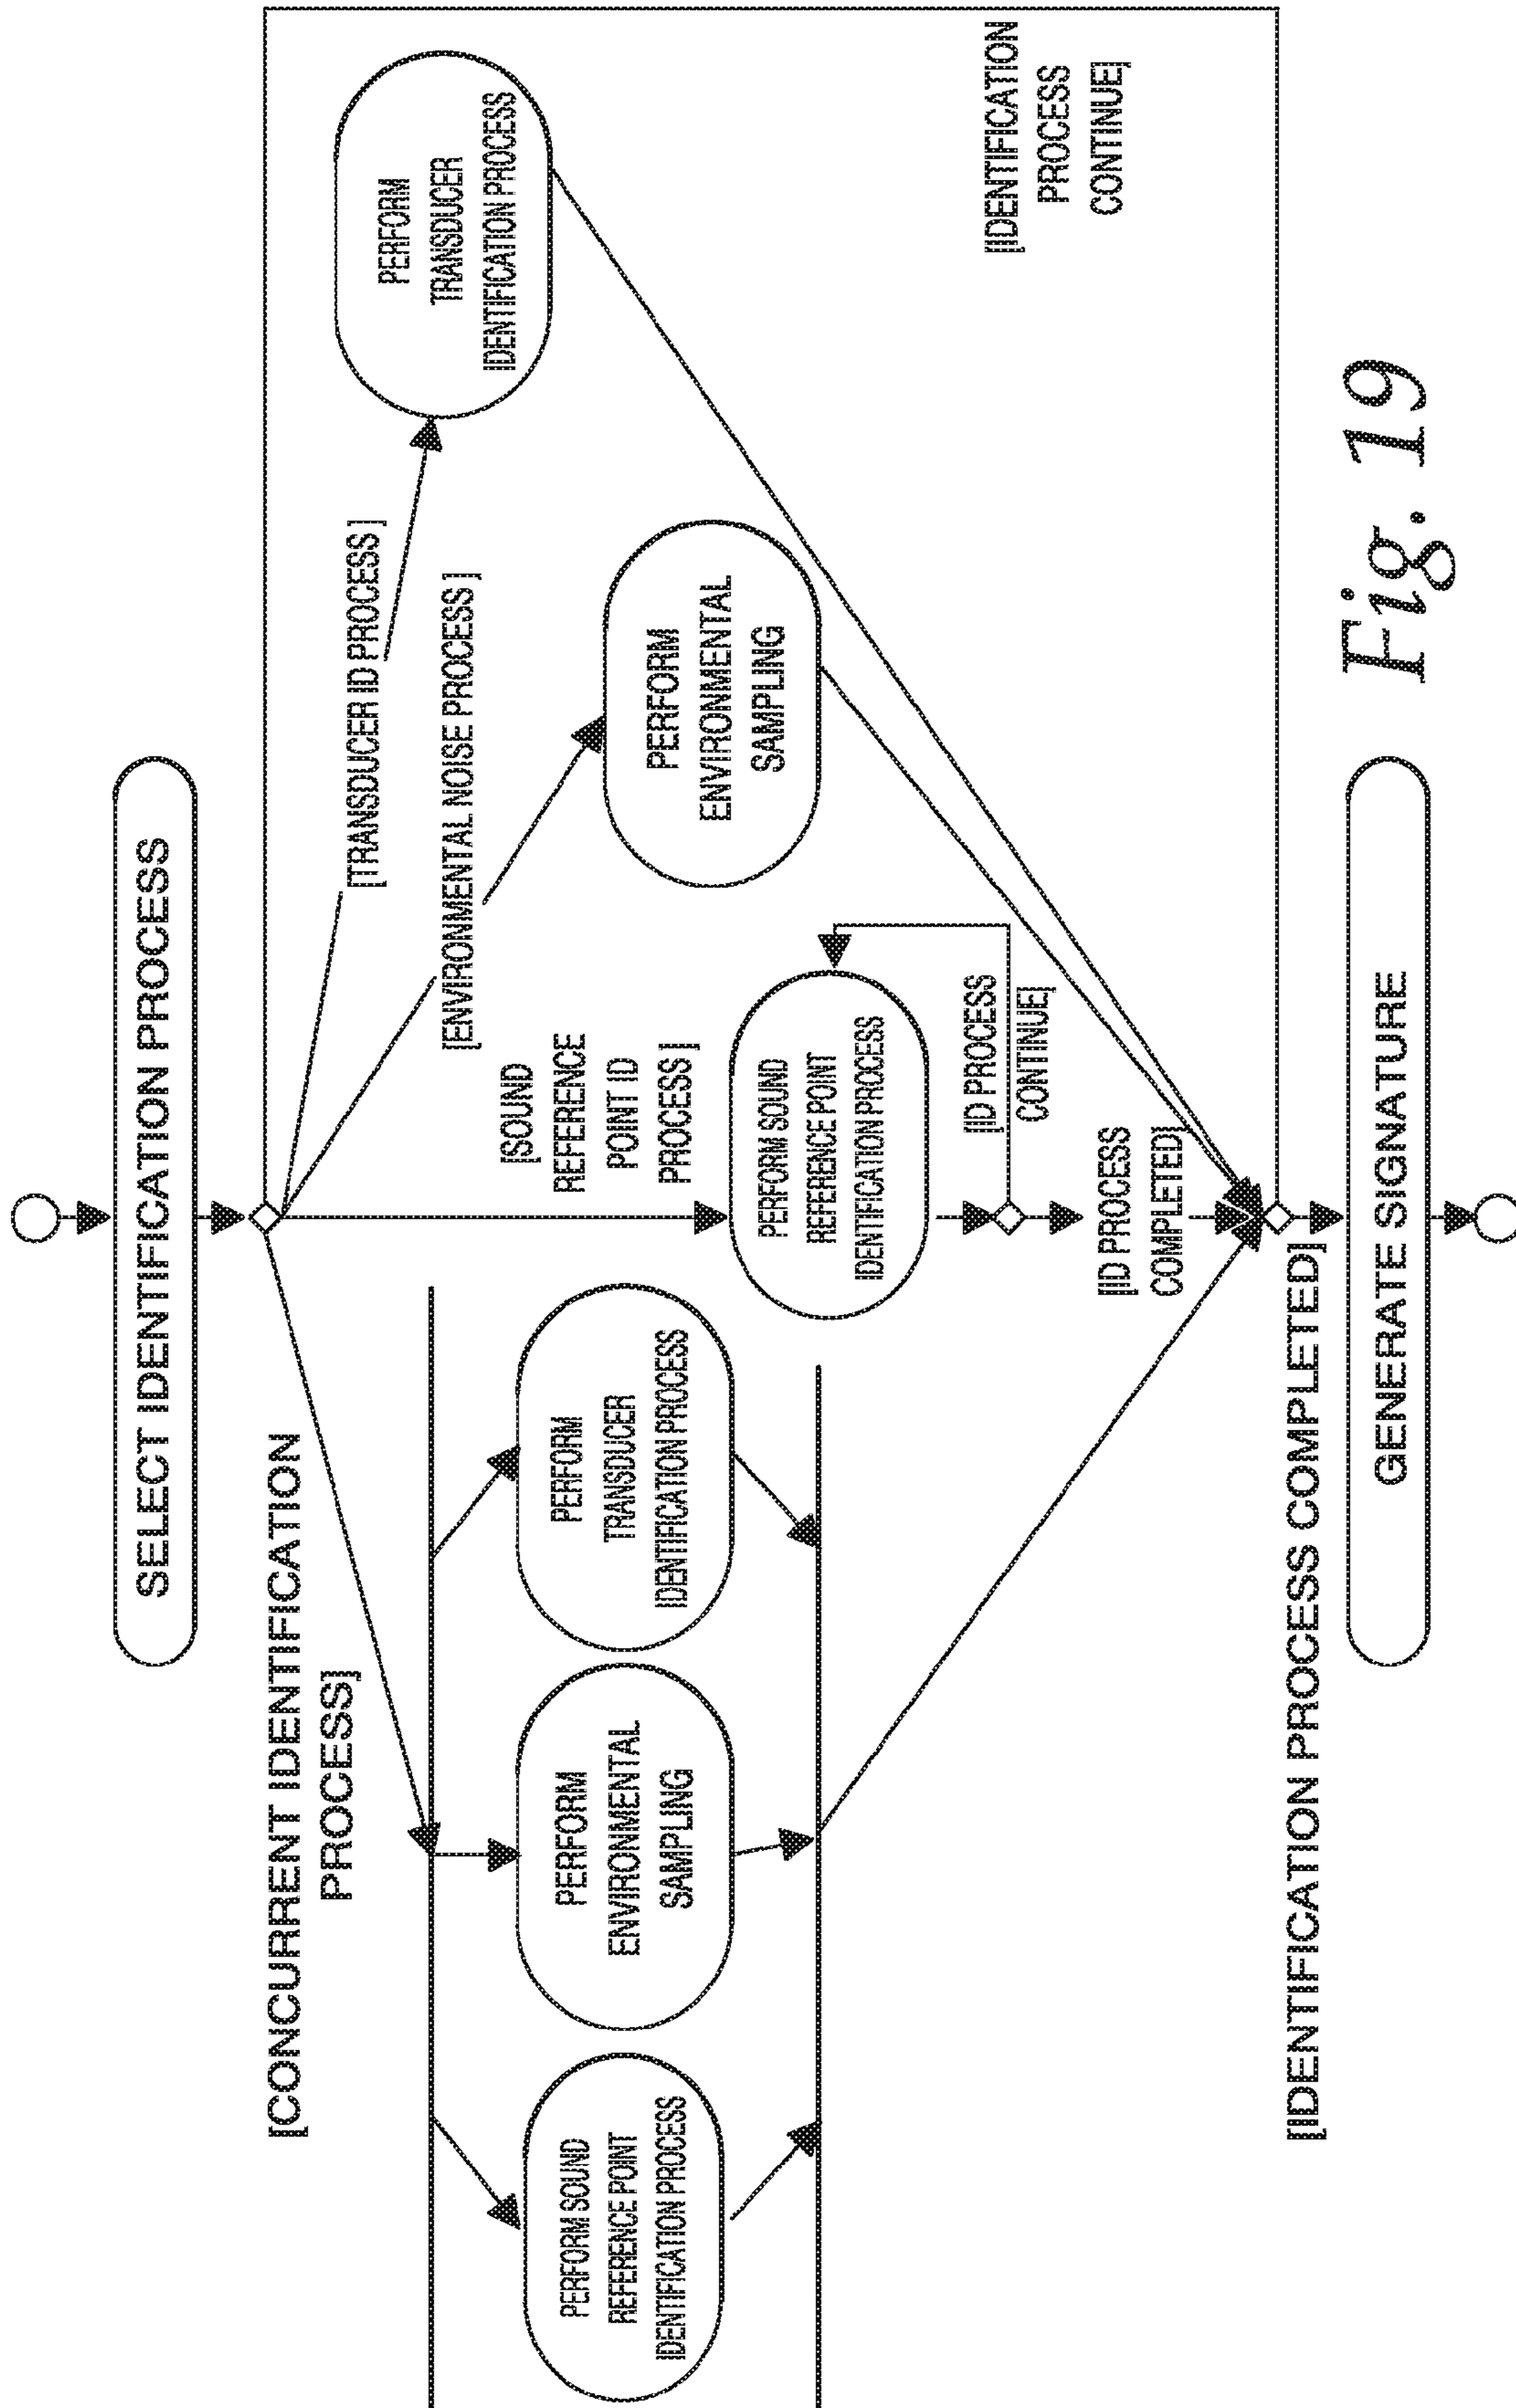 SELECT IDENTIFICATION PROCESS
[CONCURRENT IDENTIFICATION
PROCESS]
[TRANSDUCER ID PROCESS ]
[ENVIRONMENTAL NOISE PROCESS ]
[SOUND
REFERENCE
POINT ID
PROCESS ]
PERFORM SOUND
REFERENCE POINT
IDENTIFICATION PROCESS
PERFORM
ENVIRONMENTAL
SAMPLING
PERFORM
TRANSDUCER
IDENTIFICATION PROCESS
PERFORM SOUND
REFERENCE POINT
IDENTIFICATION PROCESS
PERFORM
ENVIRONMENTAL
SAMPLING
PERFORM
TRANSDUCER
IDENTIFICATION PROCESS
[ID PROCESS
CONTINUE]
[ID PROCESS
COMPLETED]
[IDENTIFICATION
PROCESS
CONTINUE]
[IDENTIFICATION PROCESS COMPLETED]
GENERATE SIGNATURE
Fig. 19